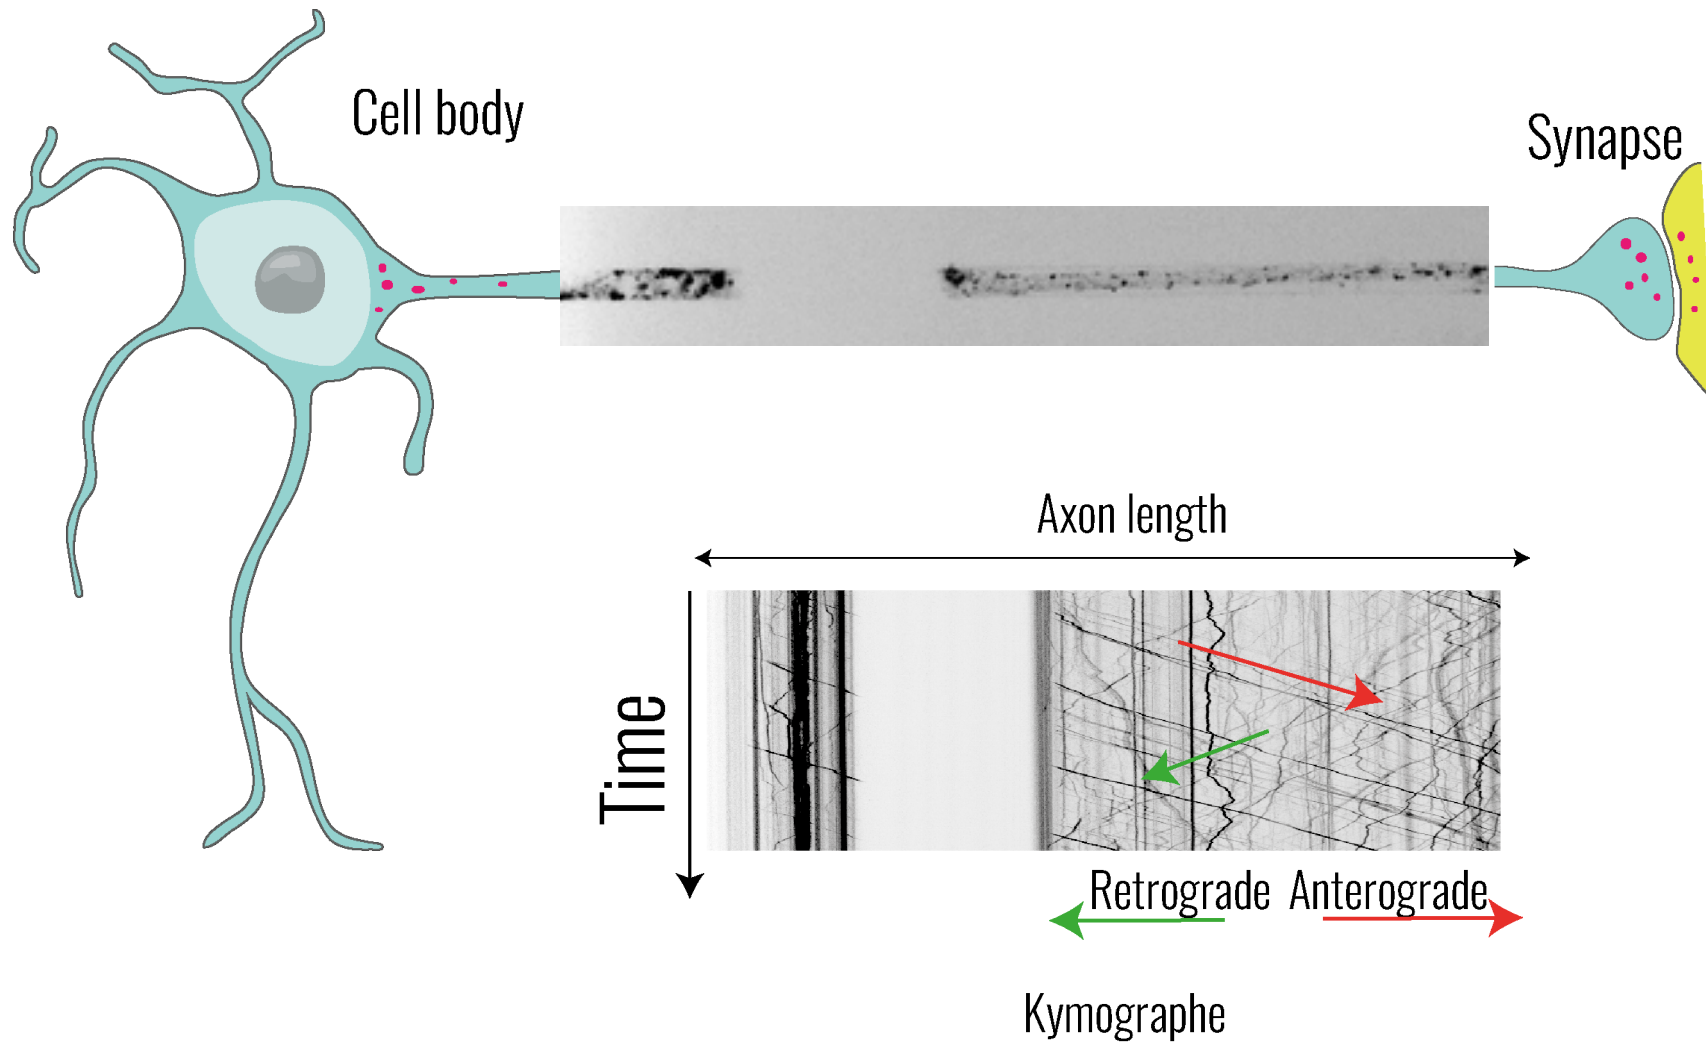 Cell body
Synapse
Axon length
Time
Retrograde
Anterograde
Kymographe